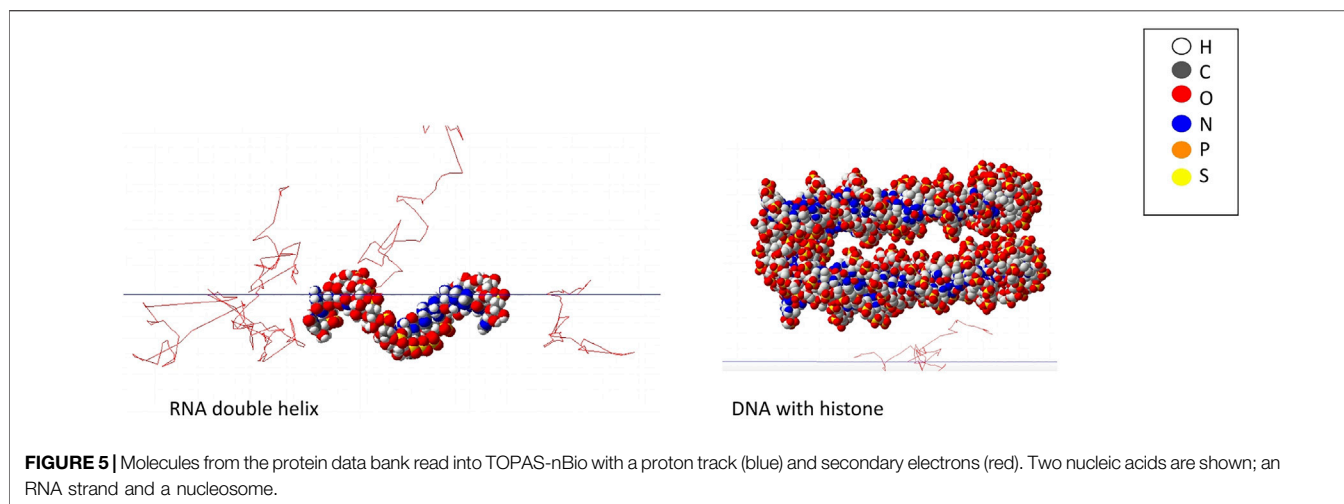 H
C
O
N
P
S
RNA double helix
DNA with histone
FIGURE 5 | Molecules from the protein data bank read into TOPAS-nBio with a proton track (blue) and secondary electrons (red). Two nucleic acids are shown; an
RNA strand and a nucleosome.